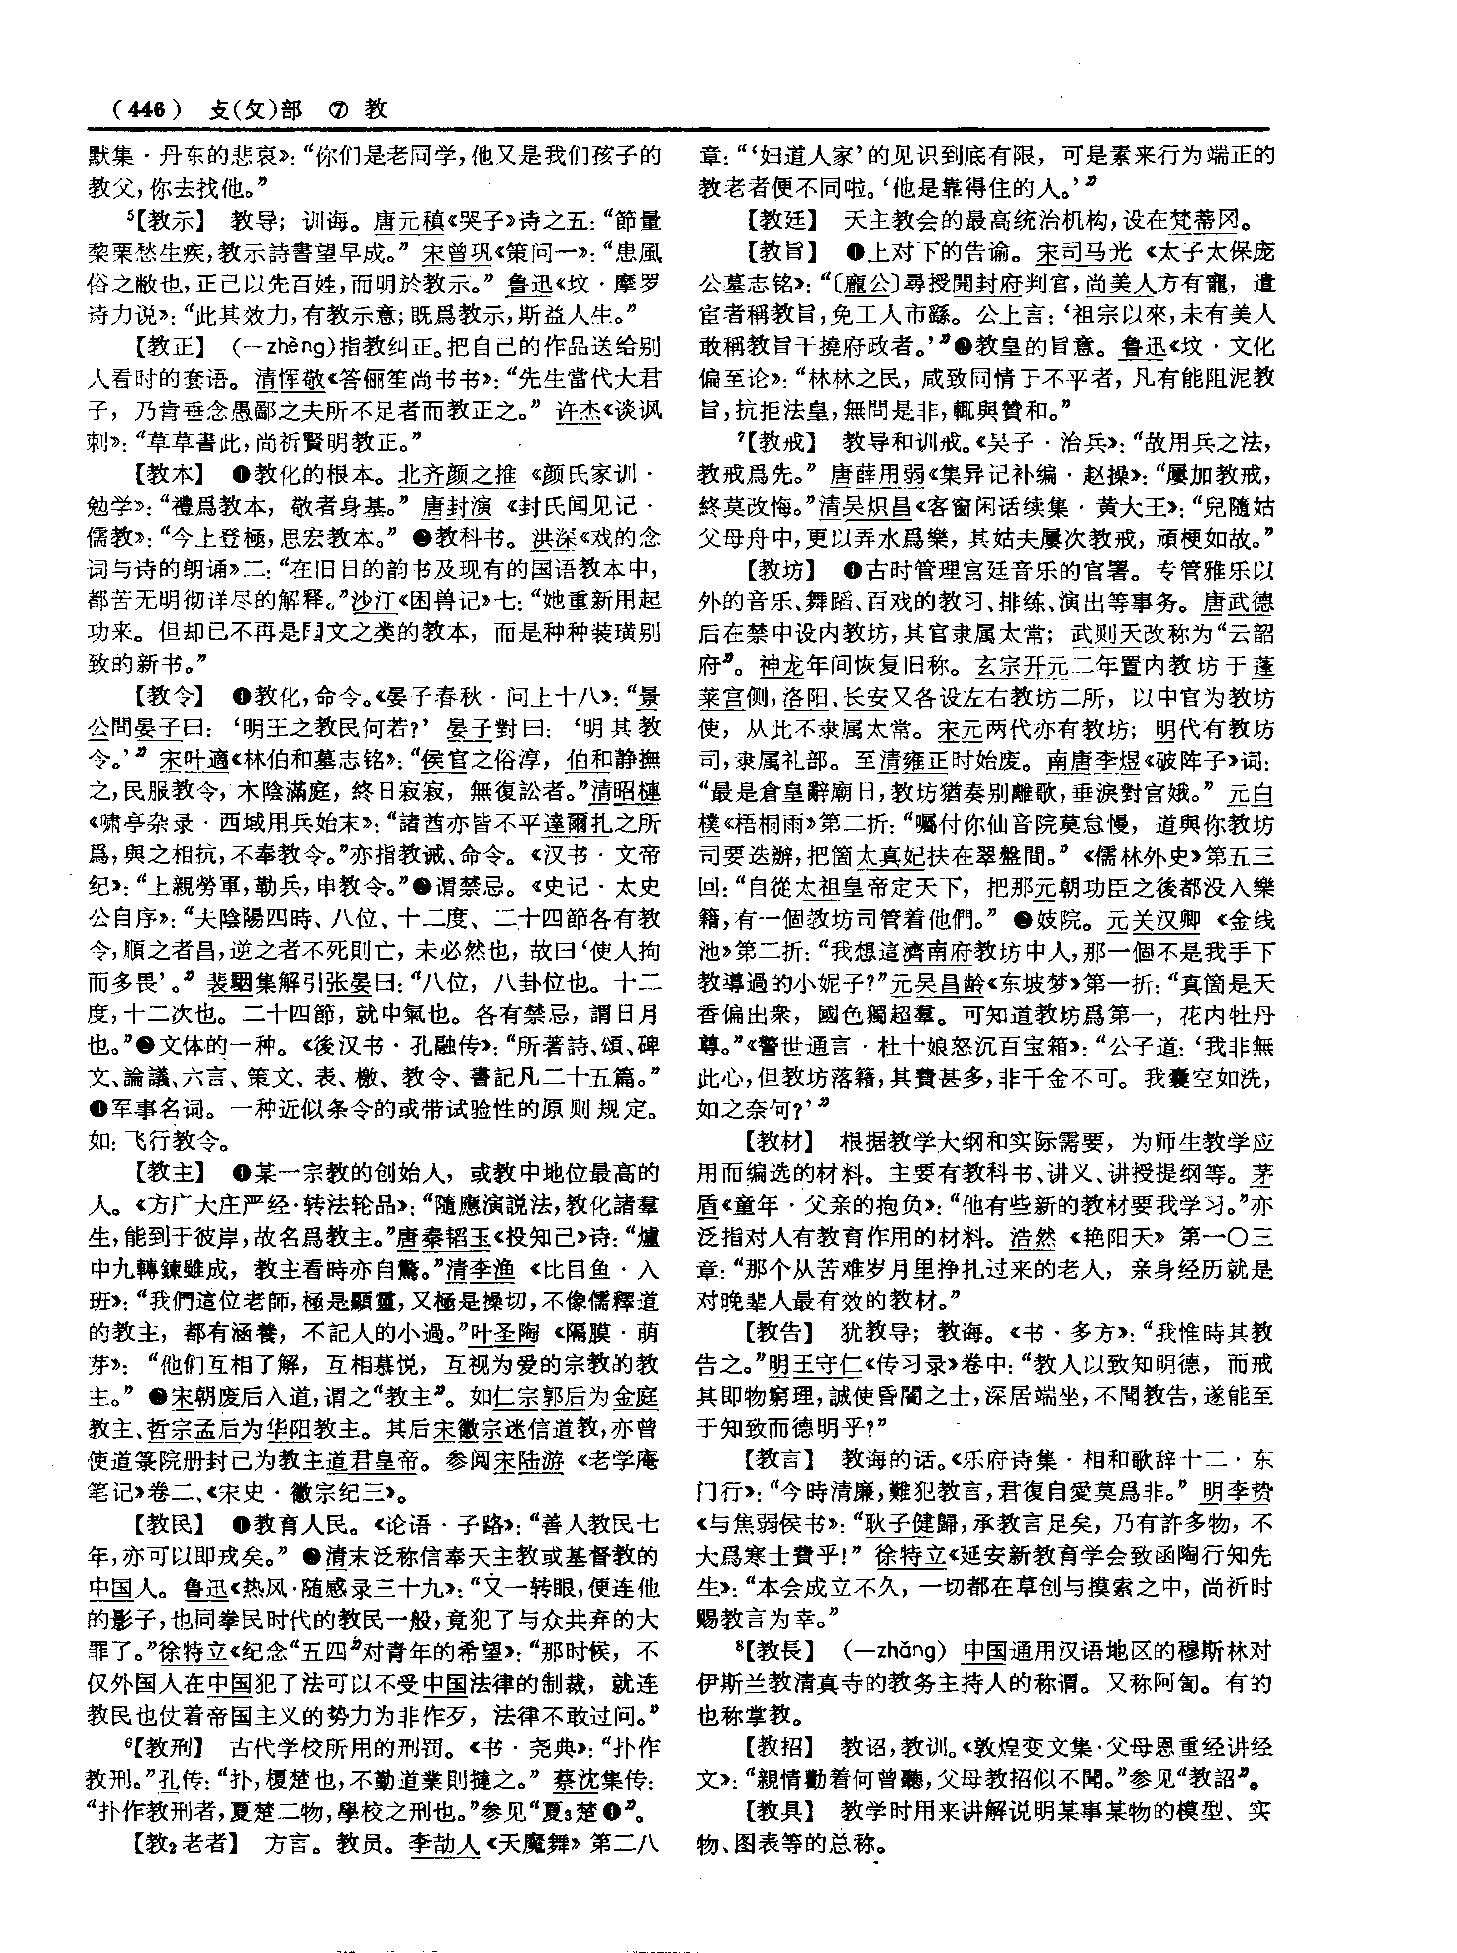 （446） 攴(攵)部 ⑦ 教
默集·丹东的悲哀》：“你们是老同学，他又是我们孩子的
教父，你去找他。”
⁵【教示】 教导；训诲。唐元稹《哭子》诗之五：“節量
棃栗愁生疾，教示詩書望早成。” 宋曾巩《策问一》：“患風
俗之敝也，正己以先百姓，而明於教示。” 鲁迅《坟·摩罗
诗力说》：“此其效力，有教示意；既爲教示，斯益人生。”
【教正】 （—zhèng）指教纠正。把自己的作品送给别
人看时的套语。清恽敬《答俪笙尚书书》：“先生當代大君
子，乃肯垂念愚鄙之夫所不足者而教正之。” 许杰《谈讽
刺》：“草草書此，尚祈賢明教正。”
【教本】 ❶教化的根本。北齐颜之推《颜氏家训·
勉学》：“禮爲教本，敬者身基。” 唐封演《封氏闻见记·
儒教》：“今上登極，思宏教本。” ❷教科书。洪深《戏的念
词与诗的朗诵》二：“在旧日的韵书及现有的国语教本中，
都苦无明彻详尽的解释。”沙汀《困兽记》七：“她重新用起
功来。但却已不再是国文之类的教本，而是种种装璜别
致的新书。”
【教令】 ❶教化，命令。《晏子春秋·问上十八》：“景
公問晏子曰：‘明王之教民何若？’ 晏子對曰：‘明其教
令。’” 宋叶適《林伯和墓志铭》：“侯官之俗淳，伯和静撫
之，民服教令，木陰滿庭，終日寂寂，無復訟者。”清昭槤
《啸亭杂录·西域用兵始末》：“諸酋亦皆不平達爾扎之所
爲，與之相抗，不奉教令。”亦指教诫、命令。《汉书·文帝
纪》：“上親勞軍，勒兵，申教令。”❷谓禁忌。《史记·太史
公自序》：“夫陰陽四時、八位、十二度、二十四節各有教
令，順之者昌，逆之者不死則亡，未必然也，故曰‘使人拘
而多畏’。” 裴駰集解引张晏曰：“八位，八卦位也。十二
度，十二次也。二十四節，就中氣也。各有禁忌，謂日月
也。”❸文体的一种。《後汉书·孔融传》：“所著詩、頌、碑
文、論議、六言、策文、表、檄、教令、書記凡二十五篇。”
❹军事名词。一种近似条令的或带试验性的原则规定。
如：飞行教令。
【教主】 ❶某一宗教的创始人，或教中地位最高的
人。《方广大庄严经·转法轮品》：“隨應演説法，教化諸羣
生，能到于彼岸，故名爲教主。”唐秦韬玉《投知己》诗：“爐
中九轉鍊雖成，教主看時亦自驚。”清李渔《比目鱼·入
班》：“我們這位老師，極是顯靈，又極是操切，不像儒釋道
的教主，都有涵養，不記人的小過。”叶圣陶《隔膜·萌
芽》：“他们互相了解，互相慕悦，互视为爱的宗教的教
主。” ❷宋朝废后入道，谓之“教主”。如仁宗郭后为金庭
教主、哲宗孟后为华阳教主。其后宋徽宗迷信道教，亦曾
使道箓院册封己为教主道君皇帝。参阅宋陆游《老学庵
笔记》卷二、《宋史·徽宗纪三》。
【教民】 ❶教育人民。《论语·子路》：“善人教民七
年，亦可以即戎矣。” ❷清末泛称信奉天主教或基督教的
中国人。鲁迅《热风·随感录三十九》：“又一转眼，便连他
的影子，也同拳民时代的教民一般，竟犯了与众共弃的大
罪了。”徐特立《纪念“五四”对青年的希望》：“那时候，不
仅外国人在中国犯了法可以不受中国法律的制裁，就连
教民也仗着帝国主义的势力为非作歹，法律不敢过问。”
⁶【教刑】 古代学校所用的刑罚。《书·尧典》：“扑作
教刑。”孔传：“扑，榎楚也，不勤道業則撻之。” 蔡沈集传：
“扑作教刑者，夏楚二物，學校之刑也。”参见“夏₃楚❶”。
【教₂老者】 方言。教员。李劼人《天魔舞》第二八
章：“‘妇道人家’的见识到底有限，可是素来行为端正的
教老者便不同啦。‘他是靠得住的人。’”
【教廷】 天主教会的最高统治机构，设在梵蒂冈。
【教旨】 ❶上对下的告谕。宋司马光《太子太保庞
公墓志铭》：“〔龐公〕尋授開封府判官，尚美人方有寵，遣
宦者稱教旨，免工人市繇。公上言：‘祖宗以來，未有美人
敢稱教旨干撓府政者。’”❷教皇的旨意。鲁迅《坟·文化
偏至论》：“林林之民，咸致同情于不平者，凡有能阻泥教
旨，抗拒法皇，無問是非，輒與贊和。”
⁷【教戒】 教导和训戒。《吴子·治兵》：“故用兵之法，
教戒爲先。” 唐薛用弱《集异记补编·赵操》：“屢加教戒，
終莫改悔。”清吴炽昌《客窗闲话续集·黄大王》：“兒隨姑
父母舟中，更以弄水爲樂，其姑夫屢次教戒，頑梗如故。”
【教坊】 ❶古时管理宫廷音乐的官署。专管雅乐以
外的音乐、舞蹈、百戏的教习、排练、演出等事务。唐武德
后在禁中设内教坊，其官隶属太常；武则天改称为“云韶
府”。神龙年间恢复旧称。玄宗开元二年置内教坊于蓬
莱宫侧，洛阳、长安又各设左右教坊二所，以中官为教坊
使，从此不隶属太常。宋元两代亦有教坊；明代有教坊
司，隶属礼部。至清雍正时始废。南唐李煜《破阵子》词：
“最是倉皇辭廟日，教坊猶奏别離歌，垂淚對宫娥。” 元白
樸《梧桐雨》第二折：“囑付你仙音院莫怠慢，道與你教坊
司要迭辦，把箇太真妃扶在翠盤間。” 《儒林外史》第五三
回：“自從太祖皇帝定天下，把那元朝功臣之後都没入樂
籍，有一個教坊司管着他們。” ❷妓院。元关汉卿《金线
池》第二折：“我想這濟南府教坊中人，那一個不是我手下
教導過的小妮子？”元吴昌龄《东坡梦》第一折：“真箇是天
香偏出衆，國色獨超羣。可知道教坊爲第一，花内牡丹
尊。”《警世通言·杜十娘怒沉百宝箱》：“公子道：‘我非無
此心，但教坊落籍，其費甚多，非千金不可。我囊空如洗，
如之奈何？’”
【教材】 根据教学大纲和实际需要，为师生教学应
用而编选的材料。主要有教科书、讲义、讲授提纲等。茅
盾《童年·父亲的抱负》：“他有些新的教材要我学习。”亦
泛指对人有教育作用的材料。浩然《艳阳天》第一〇三
章：“那个从苦难岁月里挣扎过来的老人，亲身经历就是
对晚辈人最有效的教材。”
【教告】 犹教导；教诲。《书·多方》：“我惟時其教
告之。”明王守仁《传习录》卷中：“教人以致知明德，而戒
其即物窮理，誠使昏闇之士，深居端坐，不聞教告，遂能至
于知致而德明乎？”
【教言】 教诲的话。《乐府诗集·相和歌辞十二·东
门行》：“今時清廉，難犯教言，君復自愛莫爲非。” 明李贽
《与焦弱侯书》：“耿子健歸，承教言足矣，乃有許多物，不
大爲寒士費乎！” 徐特立《延安新教育学会致函陶行知先
生》：“本会成立不久，一切都在草创与摸索之中，尚祈时
赐教言为幸。”
⁸【教長】 （—zhǎng）中国通用汉语地区的穆斯林对
伊斯兰教清真寺的教务主持人的称谓。又称阿訇。有的
也称掌教。
【教招】 教诏，教训。《敦煌变文集·父母恩重经讲经
文》：“親情勸着何曾聽，父母教招似不聞。”参见“教詔”。
【教具】 教学时用来讲解说明某事某物的模型、实
物、图表等的总称。